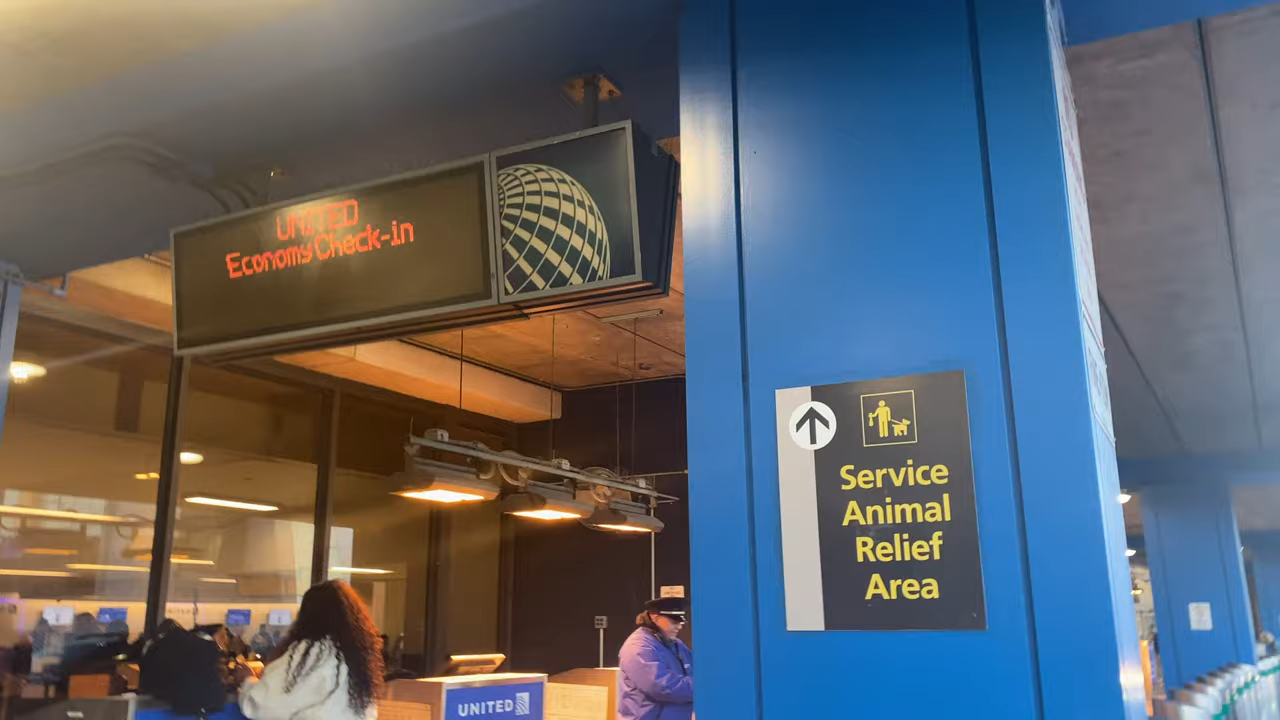 UNITED
Economy Check-in
Service
Animal
Relief
Area
UNITED